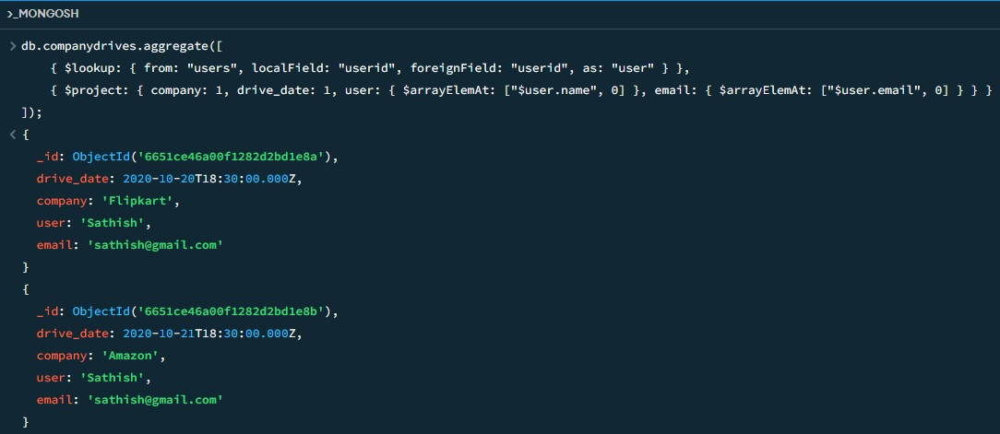 >_MONGOSH
> db.companydrives.aggregate([
{ $lookup: { from: "users", localField: "userid", foreignField: "userid", as: "user" } },
{ $project: { company: 1, drive_date: 1, user: { $arrayElemAt: ["$user.name", 0] }, email: { $arrayElemAt: ["$user.email", 0] } } }
]);
< {
_id: ObjectId('6651ce46a00f1282d2bd1e8a'),
drive_date: 2020-10-20T18:30:00.000Z,
company: 'Flipkart',
user: 'Sathish',
email: 'sathish@gmail.com'
}
{
_id: ObjectId('6651ce46a00f1282d2bd1e8b'),
drive_date: 2020-10-21T18:30:00.000Z,
company: 'Amazon',
user: 'Sathish',
email: 'sathish@gmail.com'
}